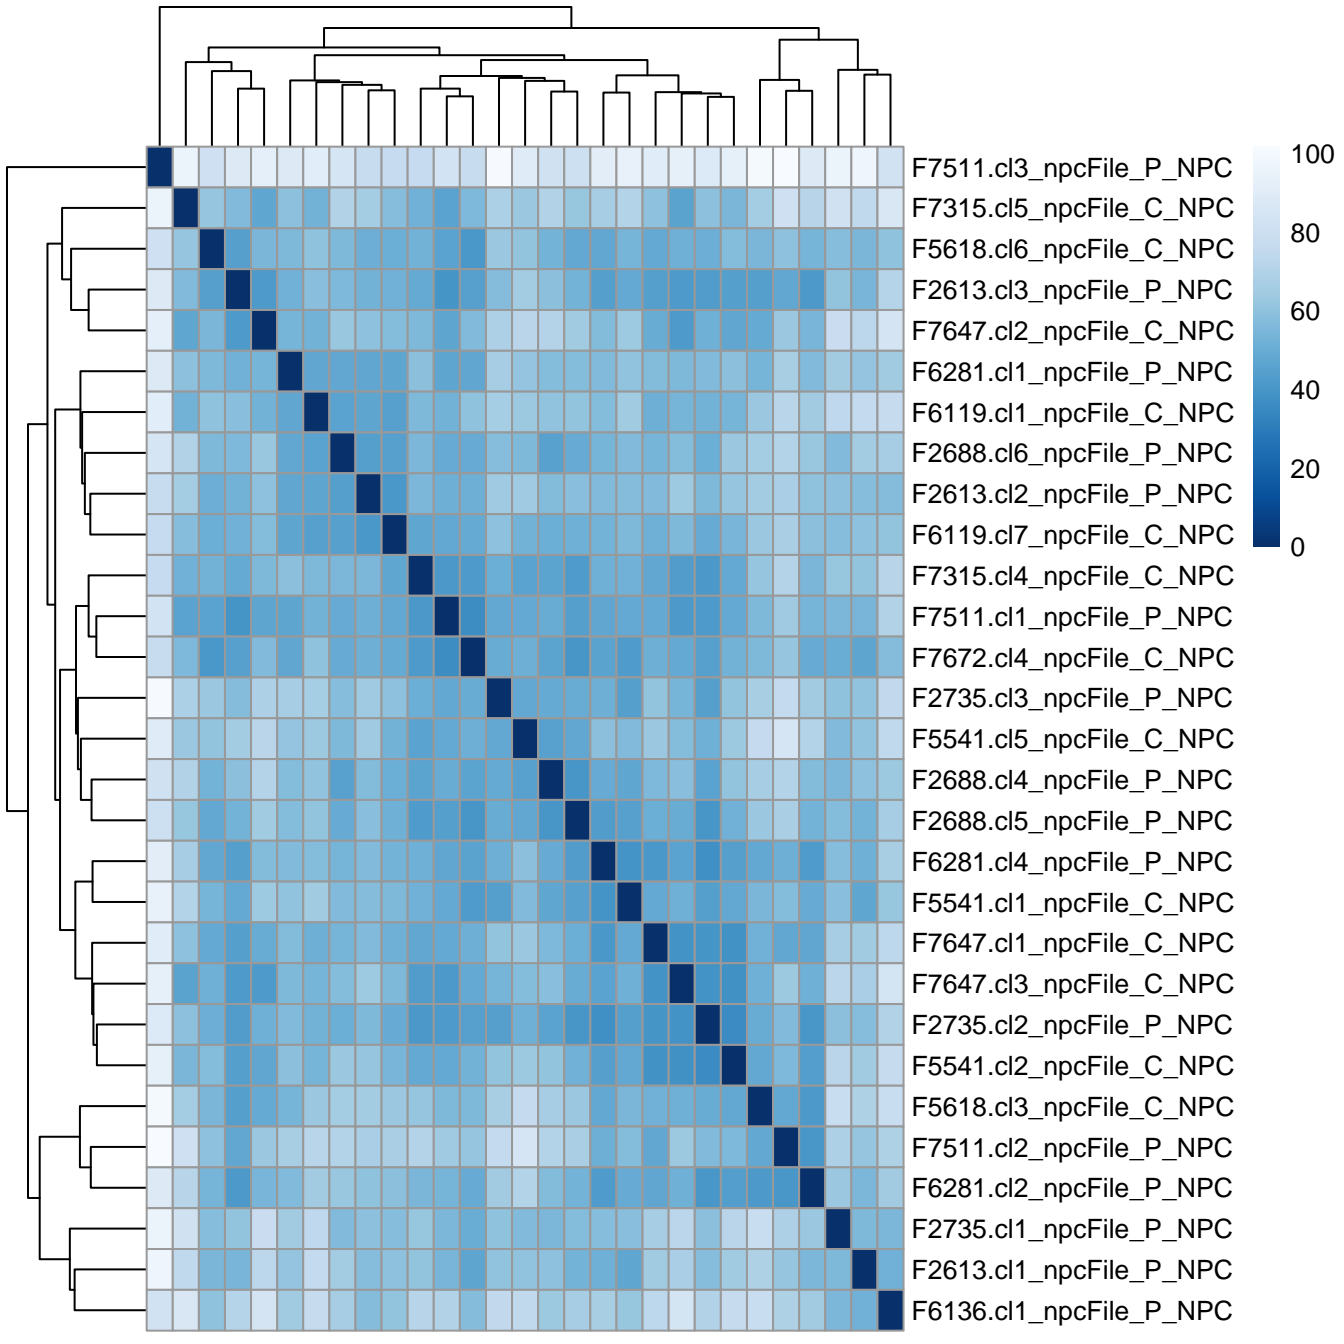 F7511.cl3_npcFile_P_NPC
F7315.cl5_npcFile_C_NPC
F5618.cl6_npcFile_C_NPC
F2613.cl3_npcFile_P_NPC
F7647.cl2_npcFile_C_NPC
F6281.cl1_npcFile_P_NPC
F6119.cl1_npcFile_C_NPC
F2688.cl6_npcFile_P_NPC
F2613.cl2_npcFile_P_NPC
F6119.cl7_npcFile_C_NPC
F7315.cl4_npcFile_C_NPC
F7511.cl1_npcFile_P_NPC
F7672.cl4_npcFile_C_NPC
F2735.cl3_npcFile_P_NPC
F5541.cl5_npcFile_C_NPC
F2688.cl4_npcFile_P_NPC
F2688.cl5_npcFile_P_NPC
F6281.cl4_npcFile_P_NPC
F5541.cl1_npcFile_C_NPC
F7647.cl1_npcFile_C_NPC
F7647.cl3_npcFile_C_NPC
F2735.cl2_npcFile_P_NPC
F5541.cl2_npcFile_C_NPC
F5618.cl3_npcFile_C_NPC
F7511.cl2_npcFile_P_NPC
F6281.cl2_npcFile_P_NPC
F2735.cl1_npcFile_P_NPC
F2613.cl1_npcFile_P_NPC
F6136.cl1_npcFile_P_NPC
100
80
60
40
20
0